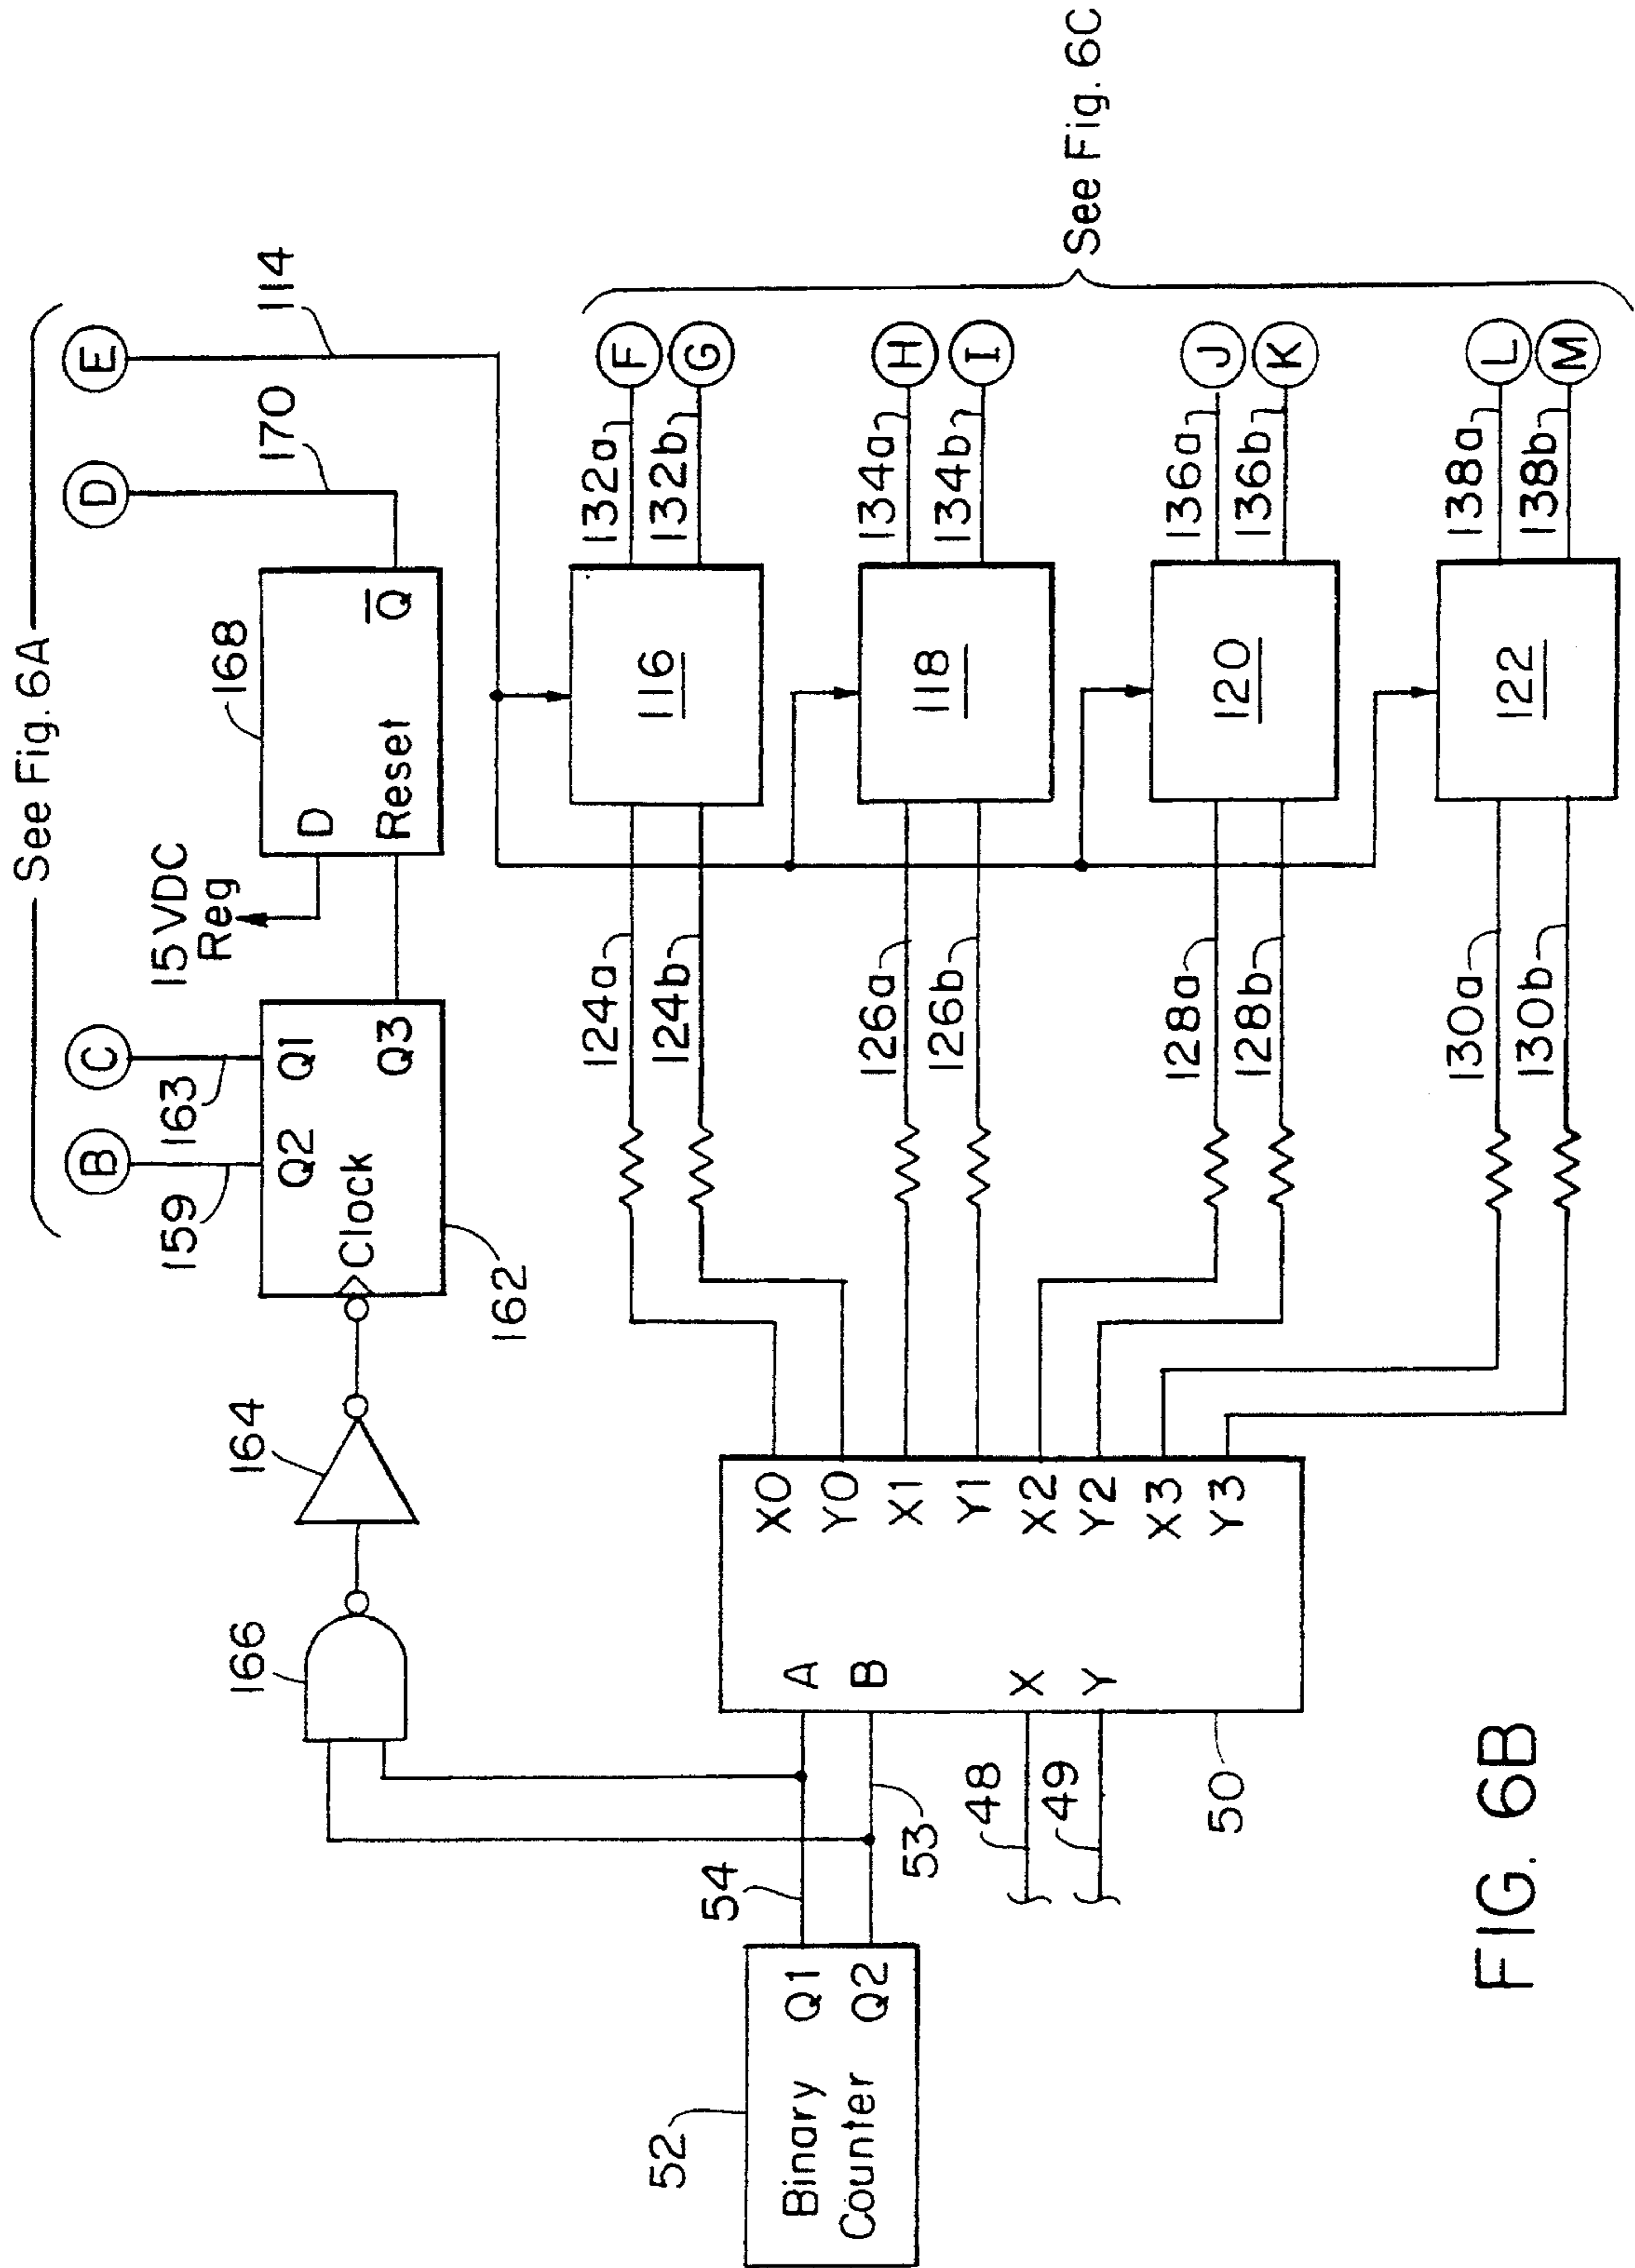 See Fig. 6A
B
C
D
E
159
163
170
114
15 VDC
Reg
168
D
Reset
Q̅
Q2
Q1
Clock
Q3
162
164
166
See Fig. 6C
124a
124b
116
132a
132b
F
G
126a
126b
118
134a
134b
H
I
128a
128b
120
136a
136b
J
K
130a
130b
122
138a
138b
L
M
X0
Y0
X1
Y1
X2
Y2
X3
Y3
A
B
X
Y
50
54
53
48
49
52
Binary
Counter
Q1
Q2
FIG. 6B